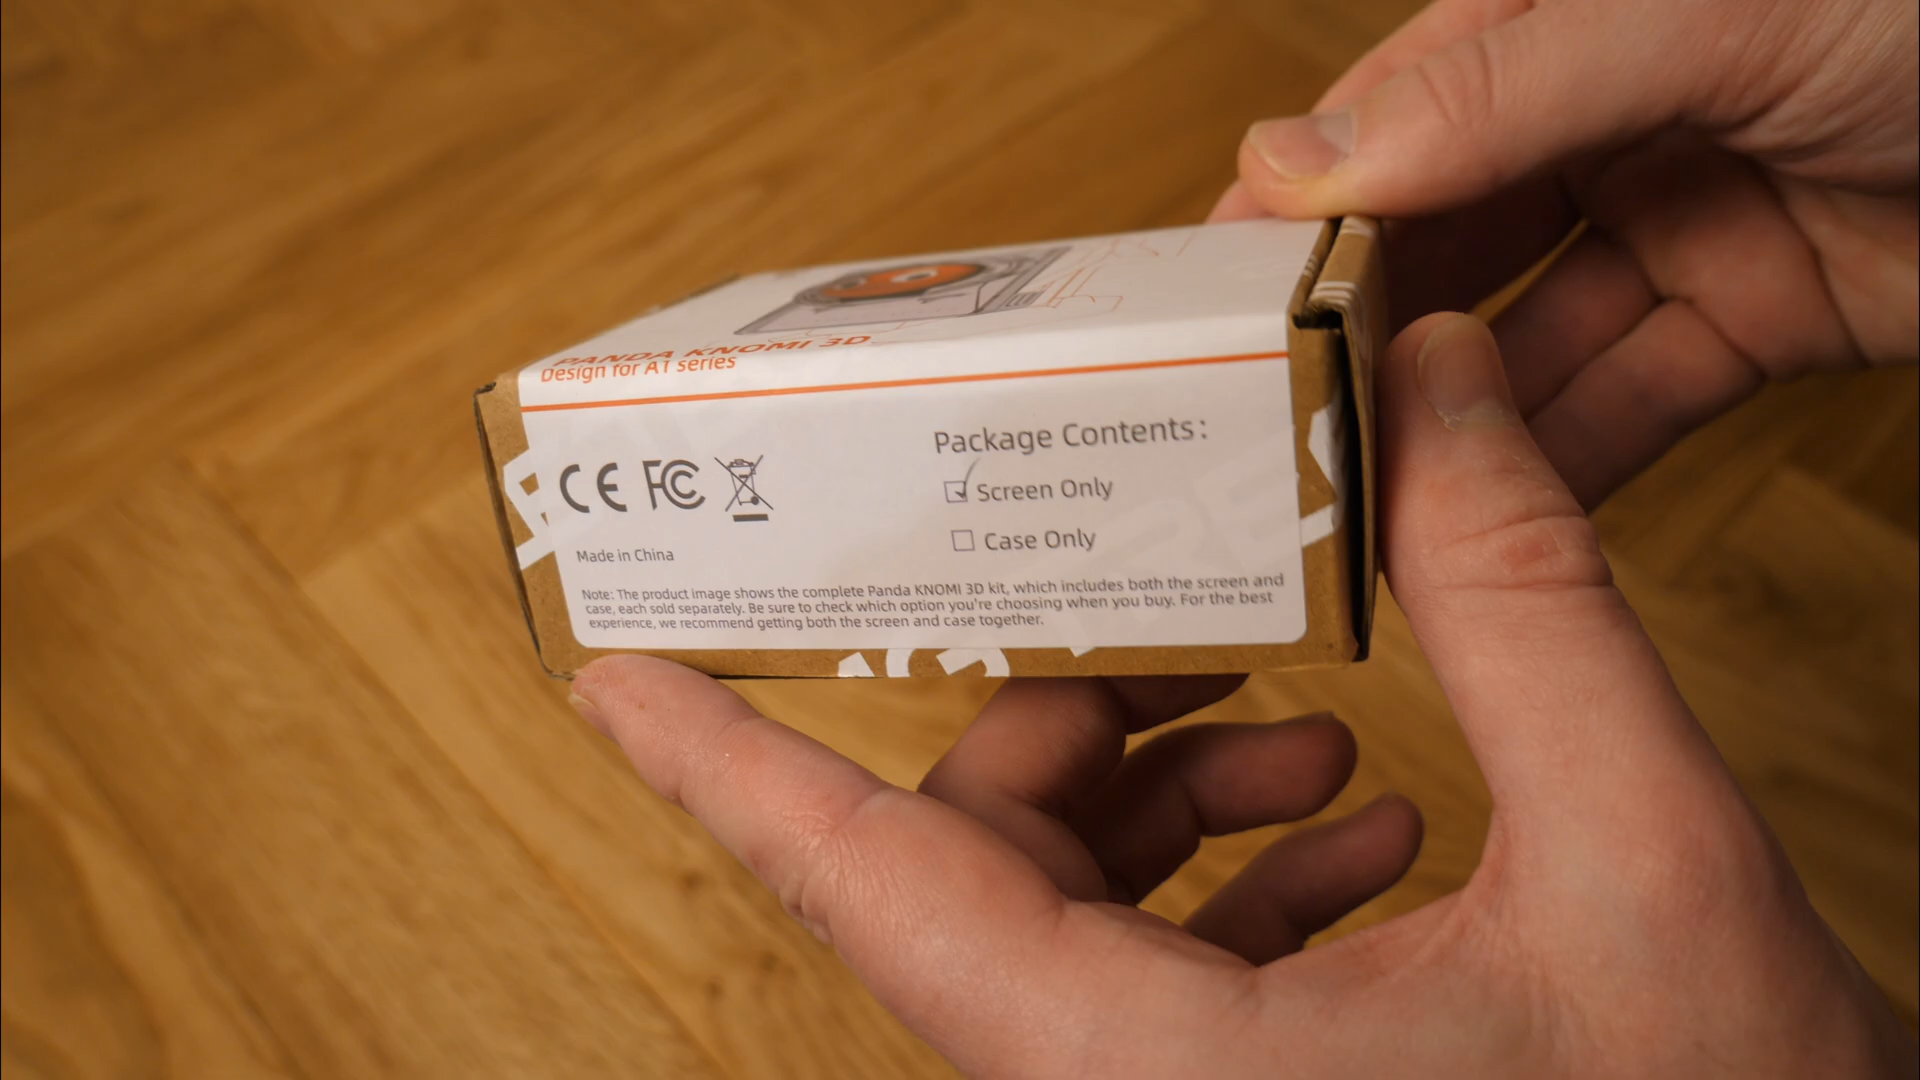 PANDA KNOMI 3D
Design for A1 series
CE FC
Package Contents:
Screen Only
Case Only
Made in China
Note: The product image shows the complete Panda KNOMI 3D kit, which includes both the screen and
case, each sold separately. Be sure to check which option you're choosing when you buy. For the best
experience, we recommend getting both the screen and case together.